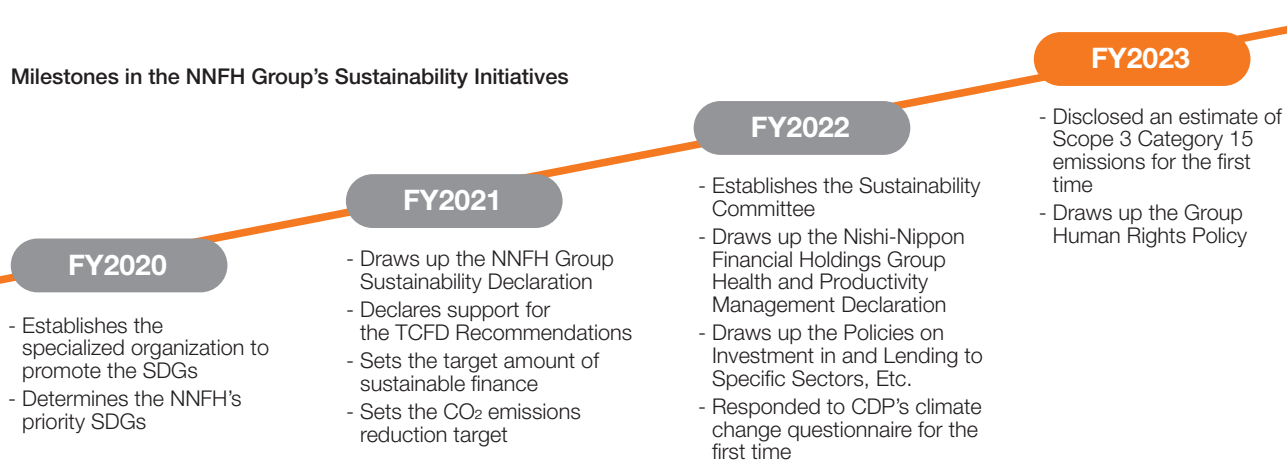 Milestones in the NNFH Group's Sustainability Initiatives
FY2020
- Establishes the
specialized organization to
promote the SDGs
- Determines the NNFH's
priority SDGs
FY2021
- Draws up the NNFH Group
Sustainability Declaration
- Declares support for
the TCFD Recommendations
- Sets the target amount of
sustainable finance
- Sets the CO₂ emissions
reduction target
FY2022
- Establishes the Sustainability
Committee
- Draws up the Nishi-Nippon
Financial Holdings Group
Health and Productivity
Management Declaration
- Draws up the Policies on
Investment in and Lending to
Specific Sectors, Etc.
- Responded to CDP's climate
change questionnaire for the
first time
FY2023
- Disclosed an estimate of
Scope 3 Category 15
emissions for the first
time
- Draws up the Group
Human Rights Policy